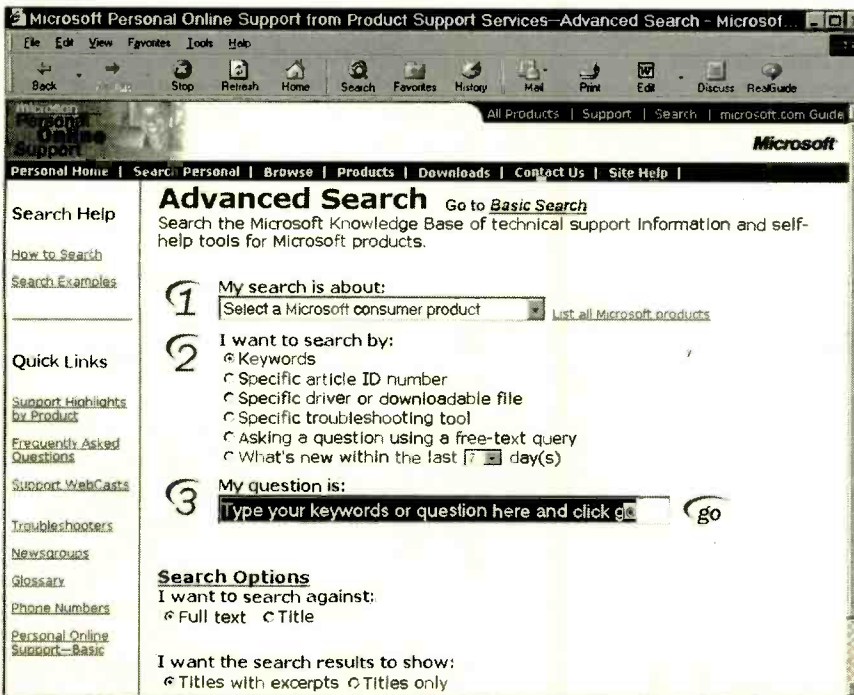 Microsoft Personal Online Support from Product Support Services—Advanced Search - Microsof...
File Edit View Favorites Tools Help
Back Stop Refresh Home Search Favorites History Mail Print Edit Discuss RealGuide
Personal Online Support
All Products | Support | Search | microsoft.com Guide
Microsoft
Personal Home | Search Personal | Browse | Products | Downloads | Contact Us | Site Help |
Search Help
How to Search
Search Examples
Quick Links
Support Highlights
by Product
Frequently Asked
Questions
Support WebCasts
Troubleshooters
Newsgroups
Glossary
Phone Numbers
Personal Online
Support—Basic
Advanced Search Go to Basic Search
Search the Microsoft Knowledge Base of technical support information and self-
help tools for Microsoft products.
1 My search is about:
Select a Microsoft consumer product List all Microsoft products
2 I want to search by:
Keywords
Specific article ID number
Specific driver or downloadable file
Specific troubleshooting tool
Asking a question using a free-text query
What's new within the last 7 day(s)
3 My question is:
Type your keywords or question here and click go
go
Search Options
I want to search against:
Full text Title
I want the search results to show:
Titles with excerpts Titles only